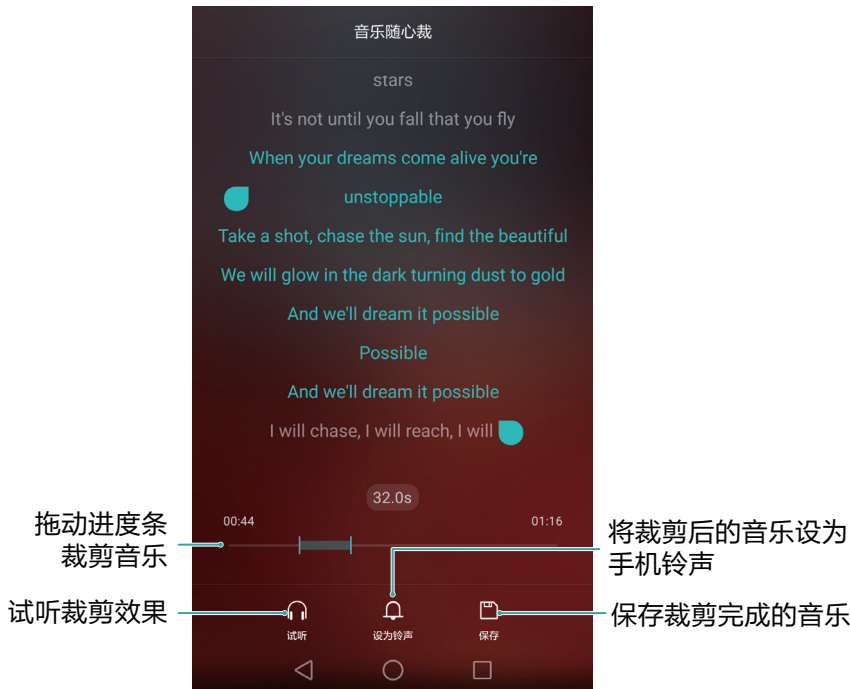 音乐随心裁
stars
It's not until you fall that you fly
When your dreams come alive you're
unstoppable
Take a shot, chase the sun, find the beautiful
We will glow in the dark turning dust to gold
And we'll dream it possible
Possible
And we'll dream it possible
I will chase, I will reach, I will
32.0s
00:44
01:16
拖动进度条
裁剪音乐
将裁剪后的音乐设为
手机铃声
试听裁剪效果
保存裁剪完成的音乐
试听
设为铃声
保存